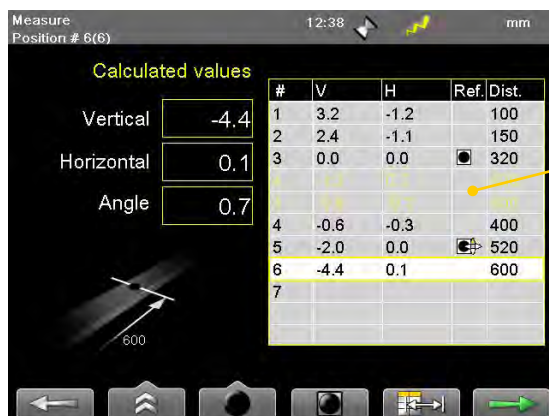 Measure
Position # 6(6)
12:38
mm
Calculated values
Vertical -4.4
Horizontal 0.1
Angle 0.7
# V H Ref. Dist.
1 3.2 -1.2 100
2 2.4 -1.1 150
3 0.0 0.0 320
4 -0.6 -0.3 400
5 -2.0 0.0 520
6 -4.4 0.1 600
7
600